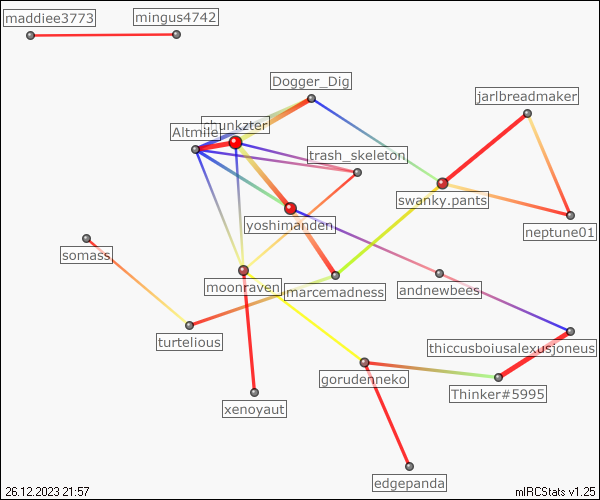 maddiee3773
mingus4742
Dogger_Dig
jarlbreadmaker
chunkzter
Altmile
trash_skeleton
swanky.pants
yoshimanden
neptune01
somass
moonraven
marcemadness
andnewbees
turtelious
thiccusboiusalexusjoneus
gorudenneko
Thinker#5995
xenoyaut
edgepanda
26.12.2023 21:57
mIRCStats v1.25